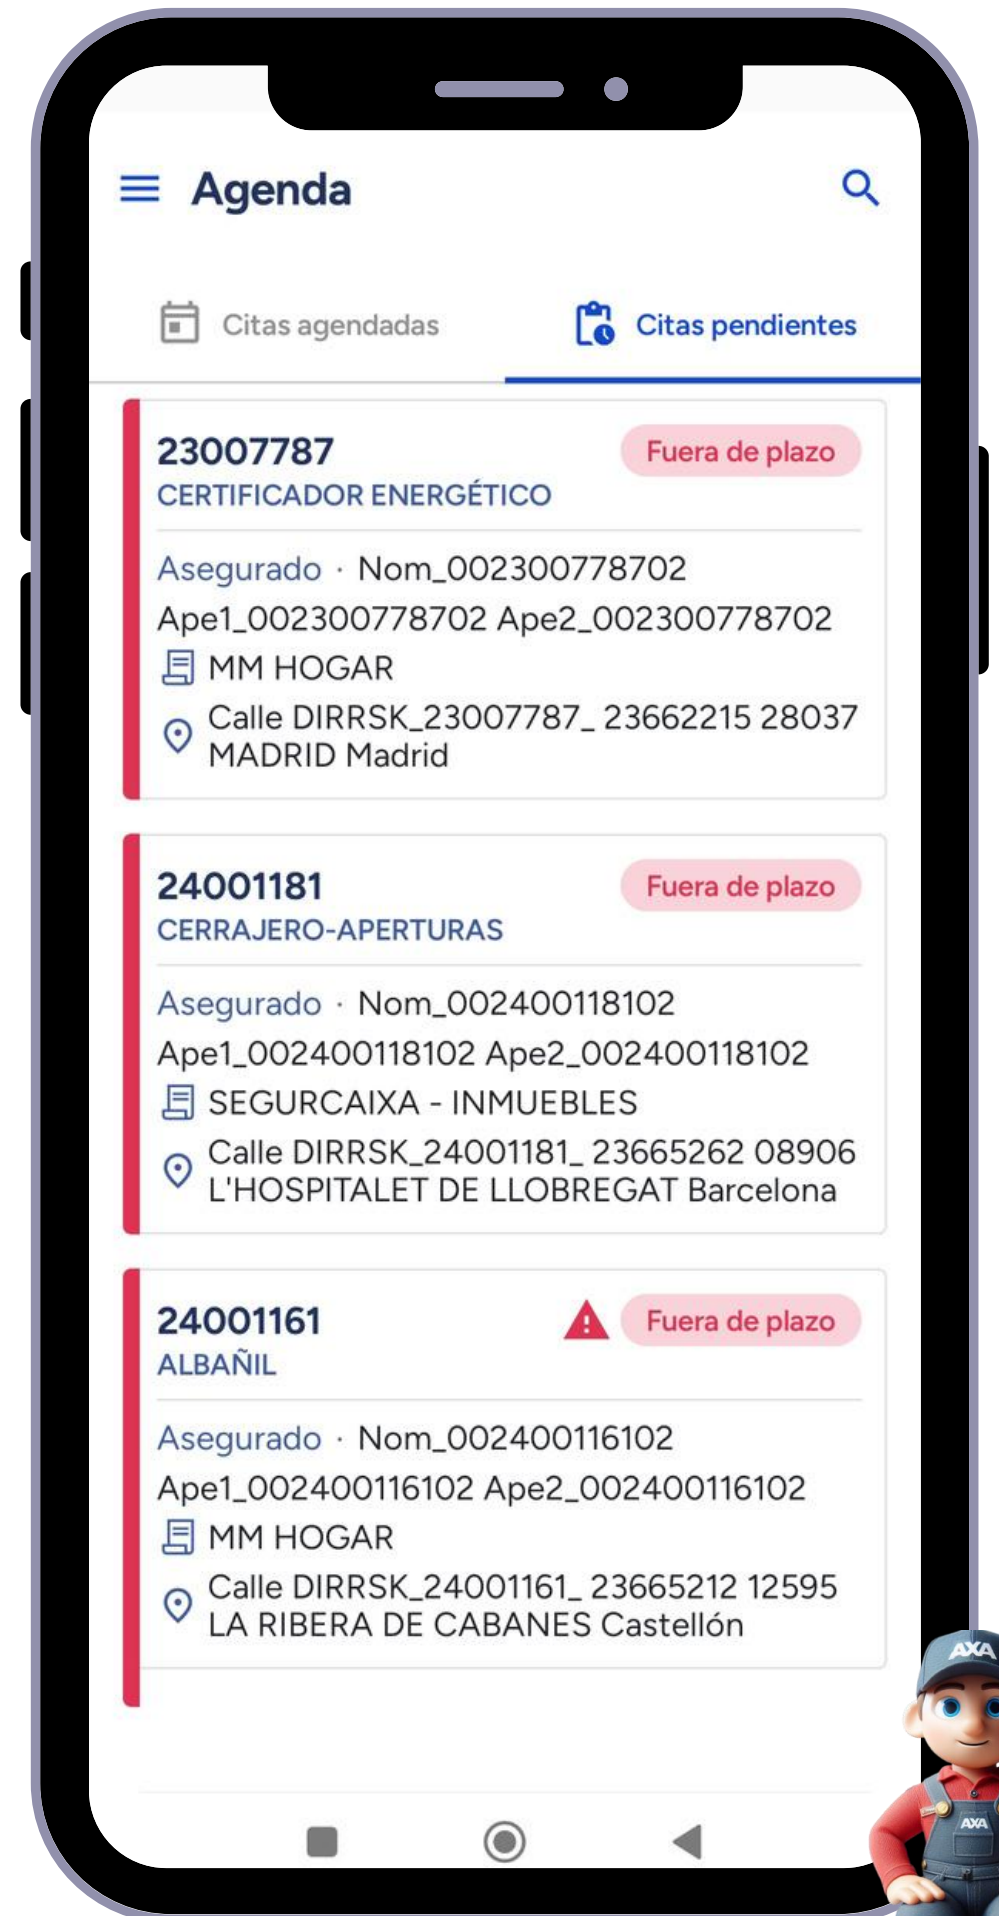 Agenda
Citas agendadas
Citas pendientes
23007787
Fuera de plazo
CERTIFICADOR ENERGÉTICO
Asegurado · Nom_002300778702
Ape1_002300778702 Ape2_002300778702
MM HOGAR
Calle DIRRSK_23007787_ 23662215 28037
MADRID Madrid
24001181
Fuera de plazo
CERRAJERO-APERTURAS
Asegurado · Nom_002400118102
Ape1_002400118102 Ape2_002400118102
SEGURCAIXA - INMUEBLES
Calle DIRRSK_24001181_ 23665262 08906
L'HOSPITALET DE LLOBREGAT Barcelona
24001161
Fuera de plazo
ALBAÑIL
Asegurado · Nom_002400116102
Ape1_002400116102 Ape2_002400116102
MM HOGAR
Calle DIRRSK_24001161_ 23665212 12595
LA RIBERA DE CABANES Castellón
AXA
AXA